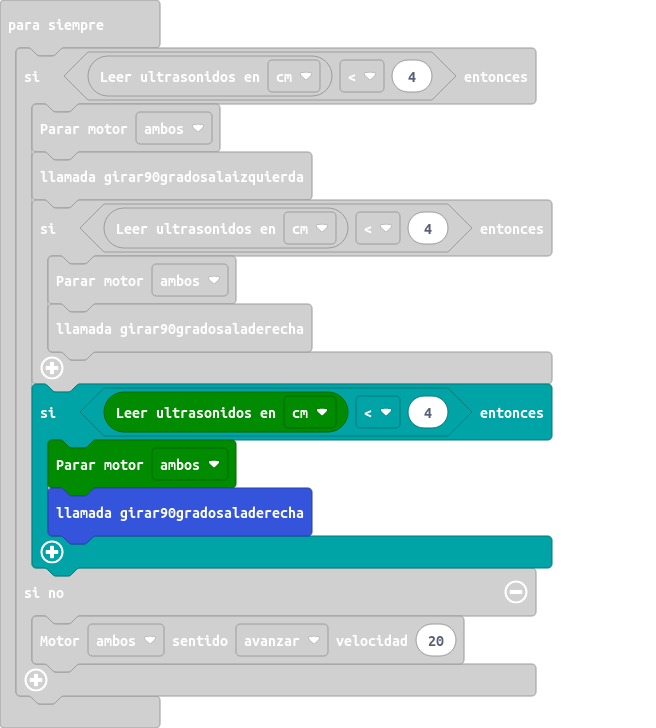 para siempre
si Leer ultrasonidos en cm < 4 entonces
Parar motor ambos
llamada girar90gradosalaizquierda
si Leer ultrasonidos en cm < 4 entonces
Parar motor ambos
llamada girar90gradosaladerecha
si Leer ultrasonidos en cm < 4 entonces
Parar motor ambos
llamada girar90gradosaladerecha
si no
Motor ambos sentido avanzar velocidad 20